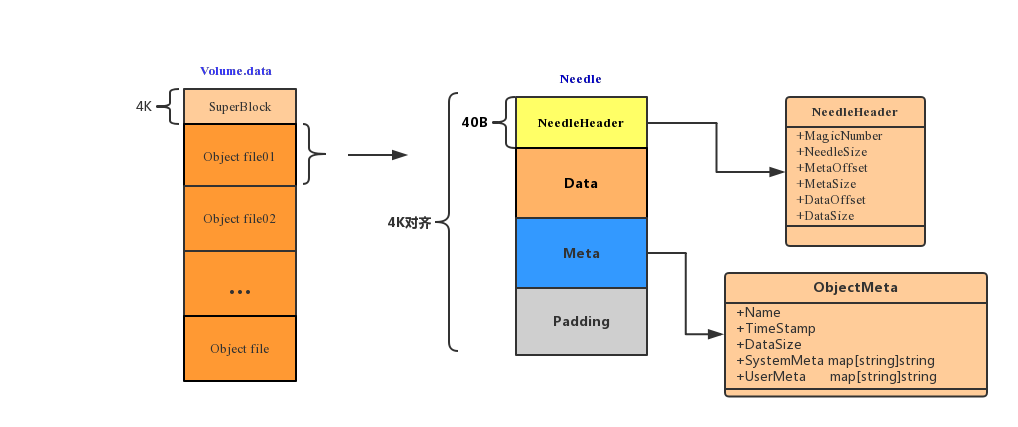 Volume.data
4K
SuperBlock
Object file01
Object file02
...
Object file
Needle
40B
NeedleHeader
Data
4K对齐
Meta
Padding
NeedleHeader
+MagicNumber
+NeedleSize
+MetaOffset
+MetaSize
+DataOffset
+DataSize
ObjectMeta
+Name
+TimeStamp
+DataSize
+SystemMeta map[string]string
+UserMeta map[string]string